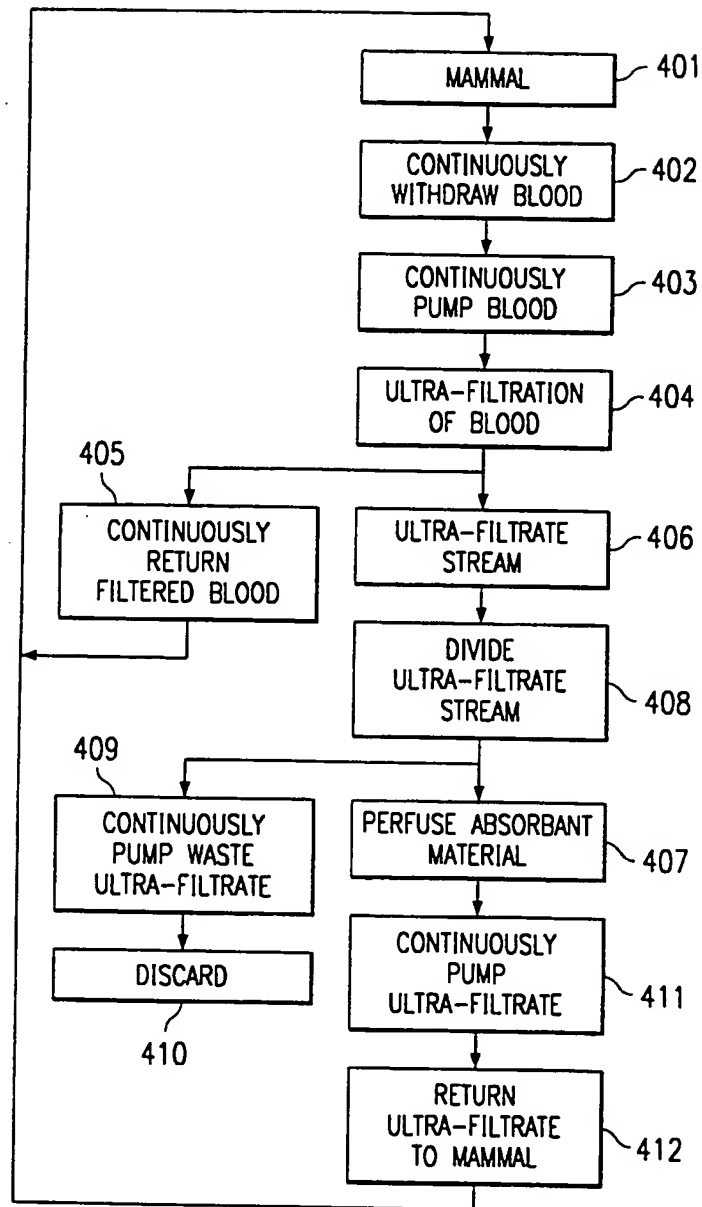 MAMMAL
401
CONTINUOUSLY
WITHDRAW BLOOD
402
CONTINUOUSLY
PUMP BLOOD
403
ULTRA-FILTRATION
OF BLOOD
404
405
CONTINUOUSLY
RETURN
FILTERED BLOOD
ULTRA-FILTRATE
STREAM
406
DIVIDE
ULTRA-FILTRATE
STREAM
408
409
CONTINUOUSLY
PUMP WASTE
ULTRA-FILTRATE
PERFUSE ABSORBANT
MATERIAL
407
DISCARD
410
CONTINUOUSLY
PUMP
ULTRA-FILTRATE
411
RETURN
ULTRA-FILTRATE
TO MAMMAL
412